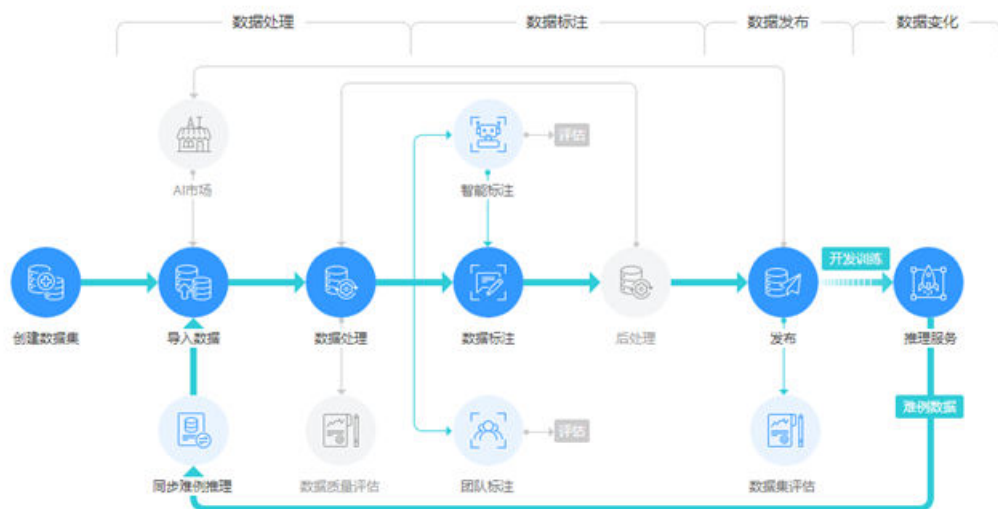 数据处理
数据标注
数据发布
数据变化
AI
评估
AI市场
智能标注
开发训练
创建数据集
导入数据
数据处理
数据标注
后处理
发布
推理服务
难例数据
评估
同步难例推理
数据质量评估
团队标注
数据集评估